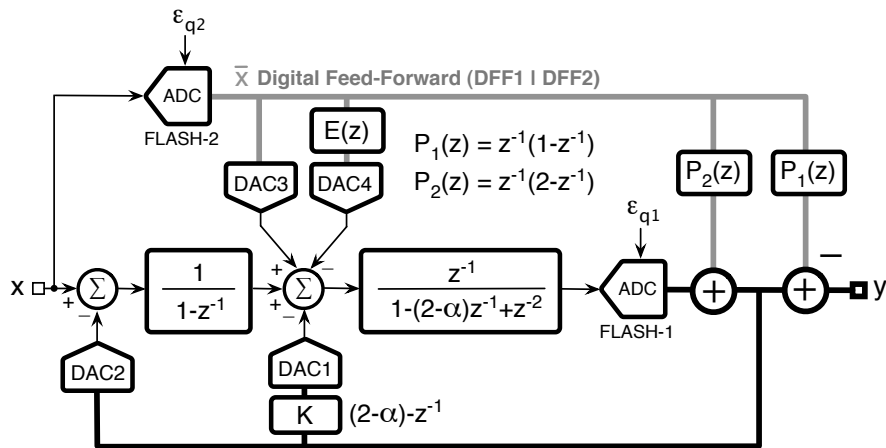 εq2
x̄ Digital Feed-Forward (DFF1 | DFF2)
ADC
FLASH-2
E(z)
P1(z) = z-1(1-z-1)
P2(z) = z-1(2-z-1)
DAC3
DAC4
P2(z)
P1(z)
εq1
x
+
−
Σ
1
1-z-1
+
+
−
−
Σ
z-1
1-(2-α)z-1+z-2
ADC
FLASH-1
+
−
+
y
DAC2
DAC1
K
(2-α)-z-1